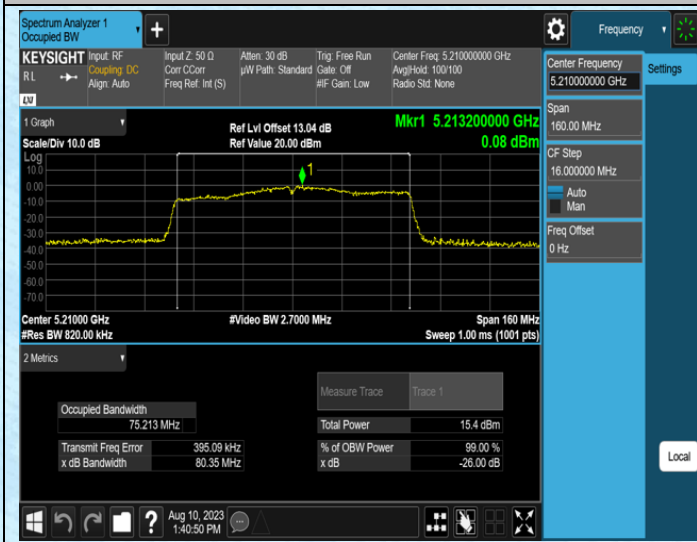 Spectrum Analyzer 1
Occupied BW
+
Frequency
KEYSIGHT Input: RF Input Z: 50 Ω Atten: 30 dB Trig: Free Run Center Freq: 5.210000000 GHz
RL Coupling: DC Corr CCorr µW Path: Standard Gate: Off Avg|Hold: 100/100
Align: Auto Freq Ref: Int (S) #IF Gain: Low Radio Std: None
Center Frequency
5.210000000 GHz
Settings
Span
160.00 MHz
CF Step
16.000000 MHz
Auto
Man
Freq Offset
0 Hz
Local
1 Graph
Ref Lvl Offset 13.04 dB
Mkr1 5.213200000 GHz
Scale/Div 10.0 dB
Ref Value 20.00 dBm
0.08 dBm
Log
10.0
0.00
-10.0
-20.0
-30.0
-40.0
-50.0
-60.0
-70.0
1
Center 5.21000 GHz #Video BW 2.7000 MHz Span 160 MHz
#Res BW 820.00 kHz Sweep 1.00 ms (1001 pts)
2 Metrics
Measure Trace Trace 1
Occupied Bandwidth
75.213 MHz
Total Power 15.4 dBm
Transmit Freq Error 395.09 kHz % of OBW Power 99.00 %
x dB Bandwidth 80.35 MHz x dB -26.00 dB
?
Aug 10, 2023
1:40:50 PM